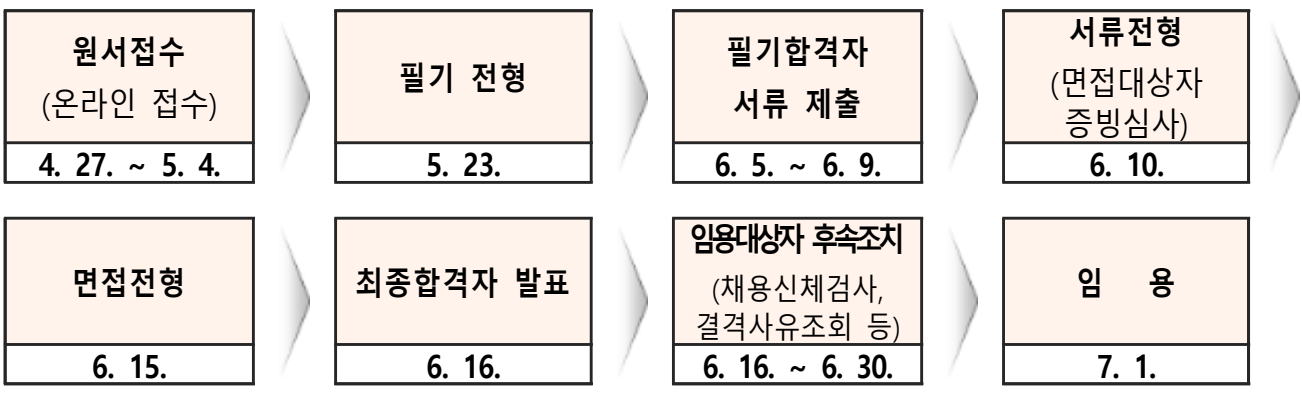 원서접수
(온라인 접수)
4. 27. ~ 5. 4.
필기 전형
5. 23.
필기합격자
서류 제출
6. 5. ~ 6. 9.
서류전형
(면접대상자
증빙심사)
6. 10.
면접전형
6. 15.
최종합격자 발표
6. 16.
임용대상자 후속조치
(채용신체검사,
결격사유조회 등)
6. 16. ~ 6. 30.
임 용
7. 1.